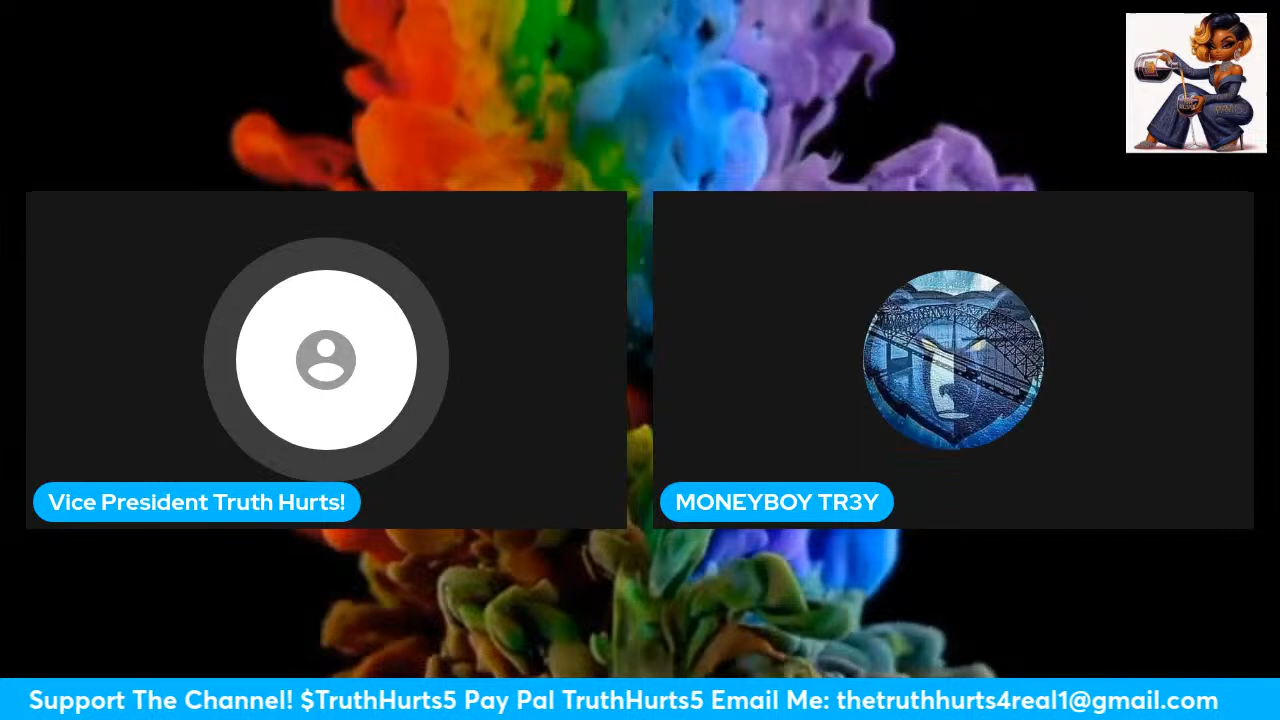 Vice President Truth Hurts!
MONEYBOY TR3Y
Support The Channel! $TruthHurts5 Pay Pal TruthHurts5 Email Me: thetruthhurts4real1@gmail.com